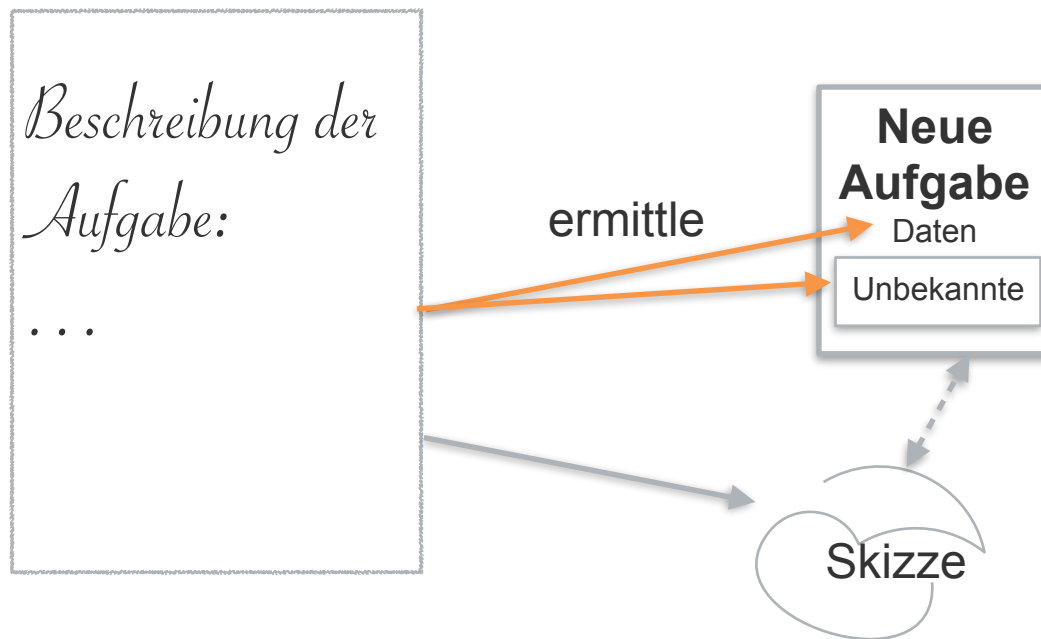 Beschreibung der
Aufgabe:
...
ermittle
Neue
Aufgabe
Daten
Unbekannte
Skizze